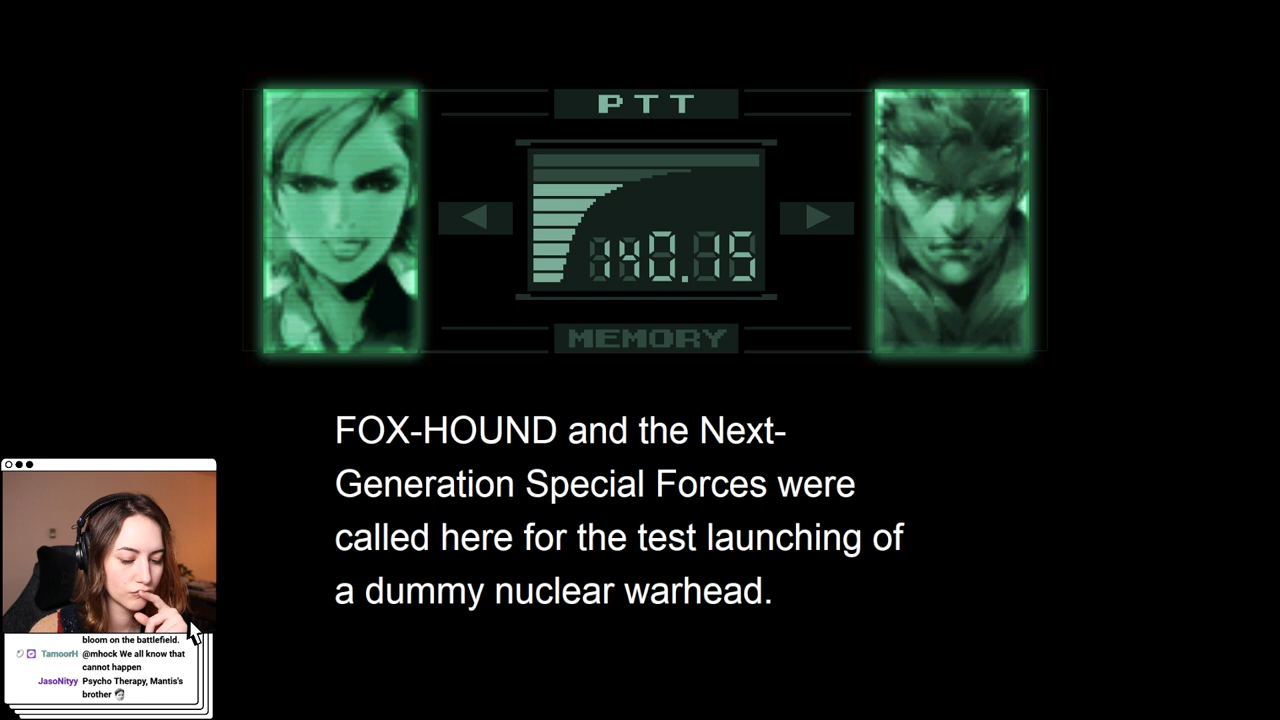 PTT
140.15
MEMORY
FOX-HOUND and the Next-
Generation Special Forces were
called here for the test launching of
a dummy nuclear warhead.
bloom on the battlefield.
TamoorH @mhock We all know that
cannot happen
JasoNityy Psycho Therapy, Mantis's
brother